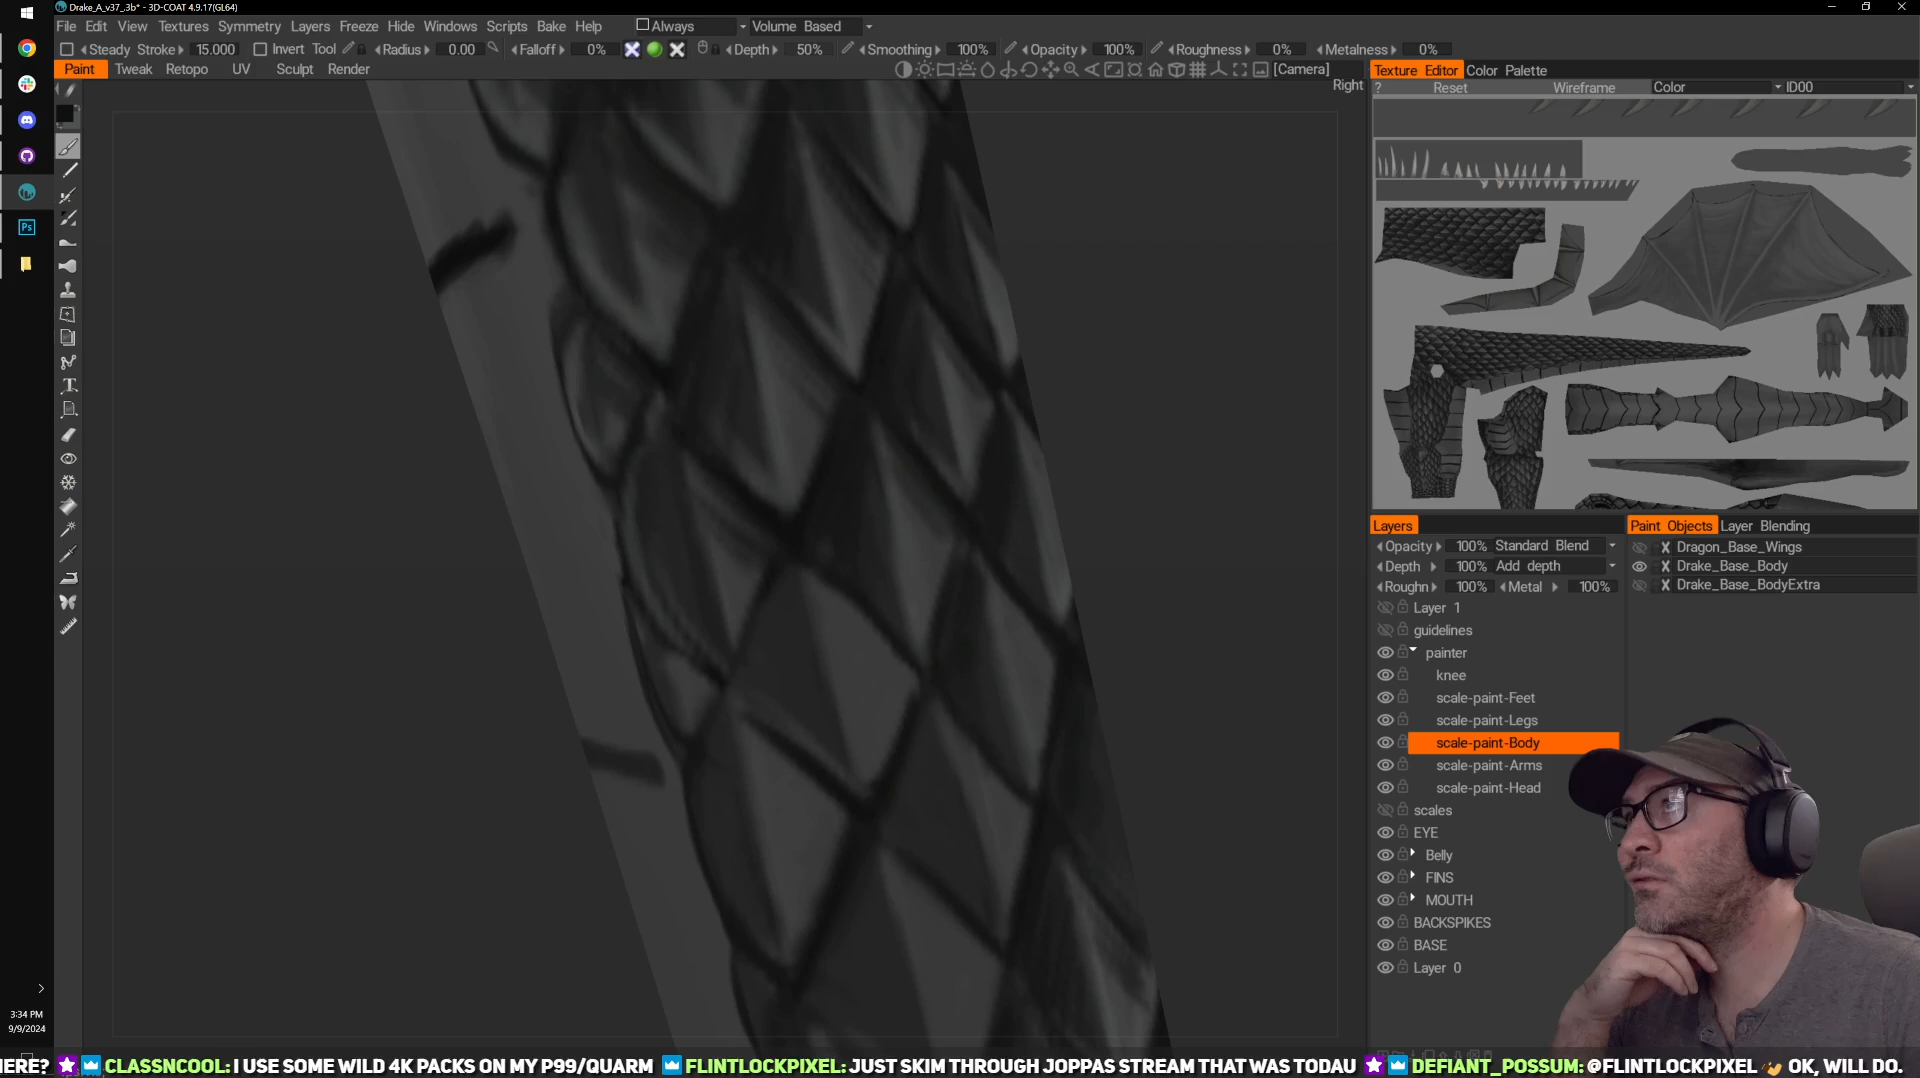 Drake_A_v37_.3b* - 3D-COAT 4.9.17(GL64)
File Edit View Textures Symmetry Layers Freeze Hide Windows Scripts Bake Help Always Volume Based
Steady Stroke 15.000 Invert Tool Radius 0.00 Falloff 0% Depth 50% Smoothing 100% Opacity 100% Roughness 0% Metalness 0%
Paint Tweak Retopo UV Sculpt Render [Camera]
Right
Texture Editor Color Palette
? Reset Wireframe Color ID00
Layers
Opacity 100% Standard Blend
Depth 100% Add depth
Roughn 100% Metal 100%
Layer 1
guidelines
painter
knee
scale-paint-Feet
scale-paint-Legs
scale-paint-Body
scale-paint-Arms
scale-paint-Head
scales
EYE
Belly
FINS
MOUTH
BACKSPIKES
BASE
Layer 0
Paint Objects Layer Blending
X Dragon_Base_Wings
X Drake_Base_Body
X Drake_Base_BodyExtra
Ps
3:34 PM
9/9/2024
HERE? CLASSNCOOL: I USE SOME WILD 4K PACKS ON MY P99/QUARM FLINTLOCKPIXEL: JUST SKIM THROUGH JOPPAS STREAM THAT WAS TODAU DEFIANT_POSSUM: @FLINTLOCKPIXEL OK, WILL DO.